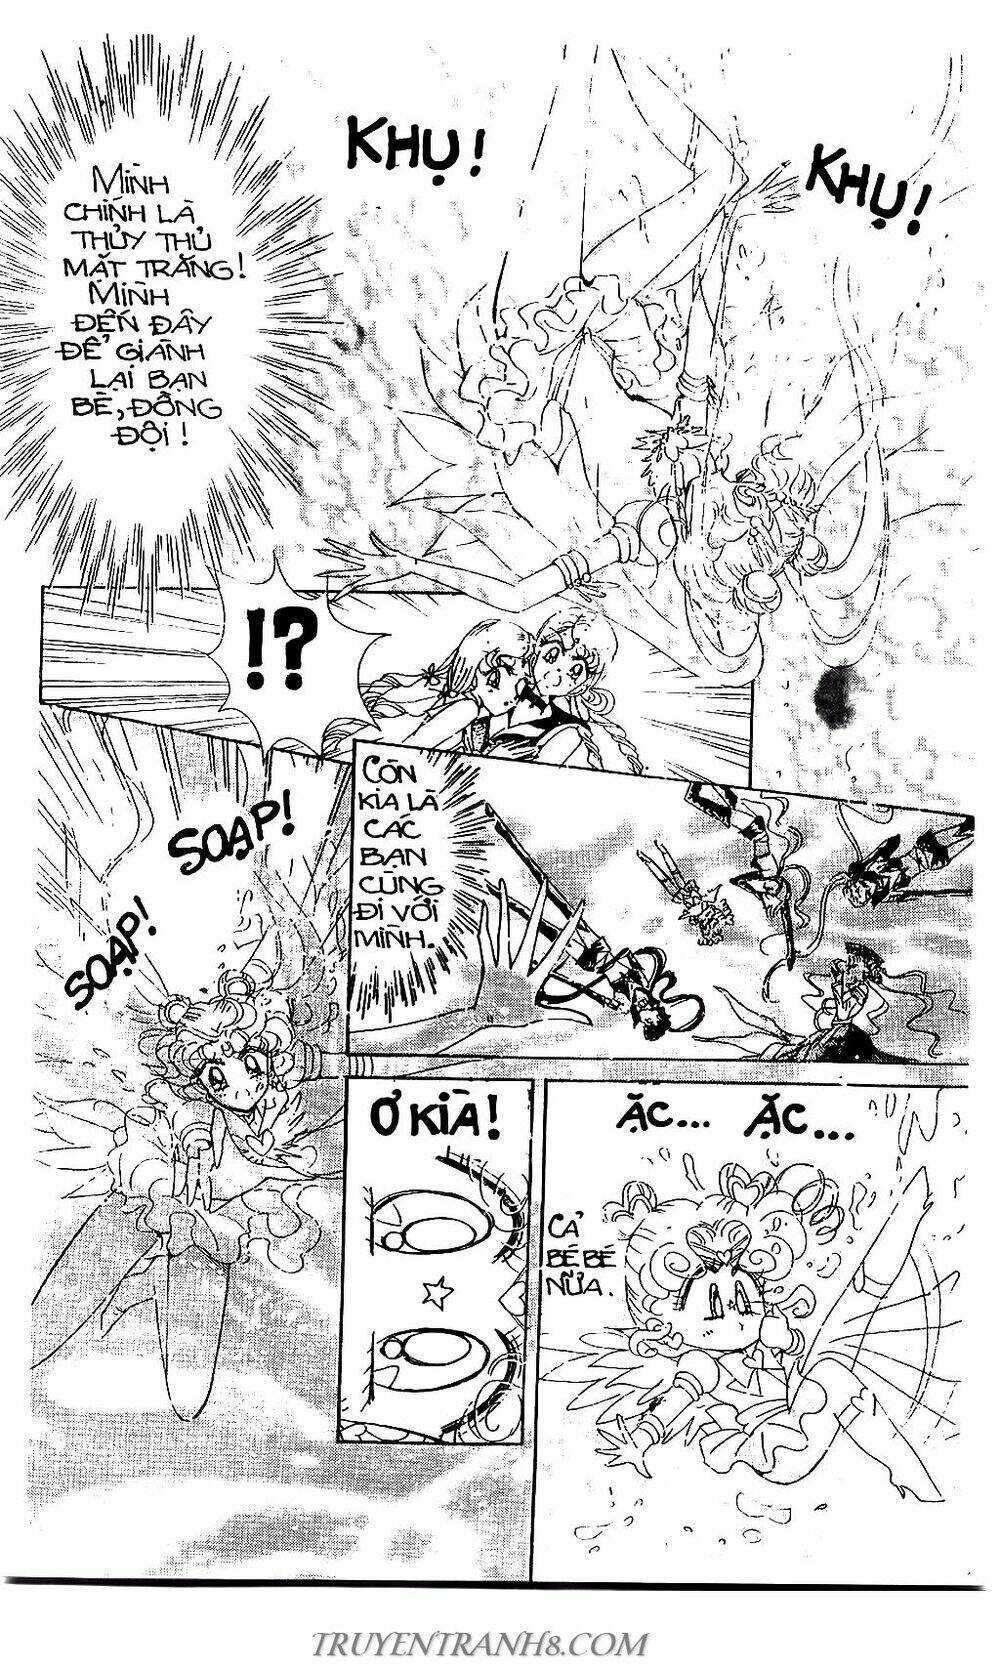 MÌNH
CHÍNH LÀ
THỦY THỦ
MẶT TRĂNG!
MÌNH
ĐẾN ĐÂY
ĐỂ GIÀNH
LẠI BẠN
BÈ, ĐỒNG
ĐỘI!
KHỤ!
KHỤ!
!?
CÒN
KIA LÀ
CÁC
BẠN
CÙNG
ĐI VỚI
MÌNH.
SOẠP!
SOẠP!
Ơ KÌA!
ẶC... ẶC...
CẢ
BÉ BÉ
NỮA.
TRUYENTRANH8.COM